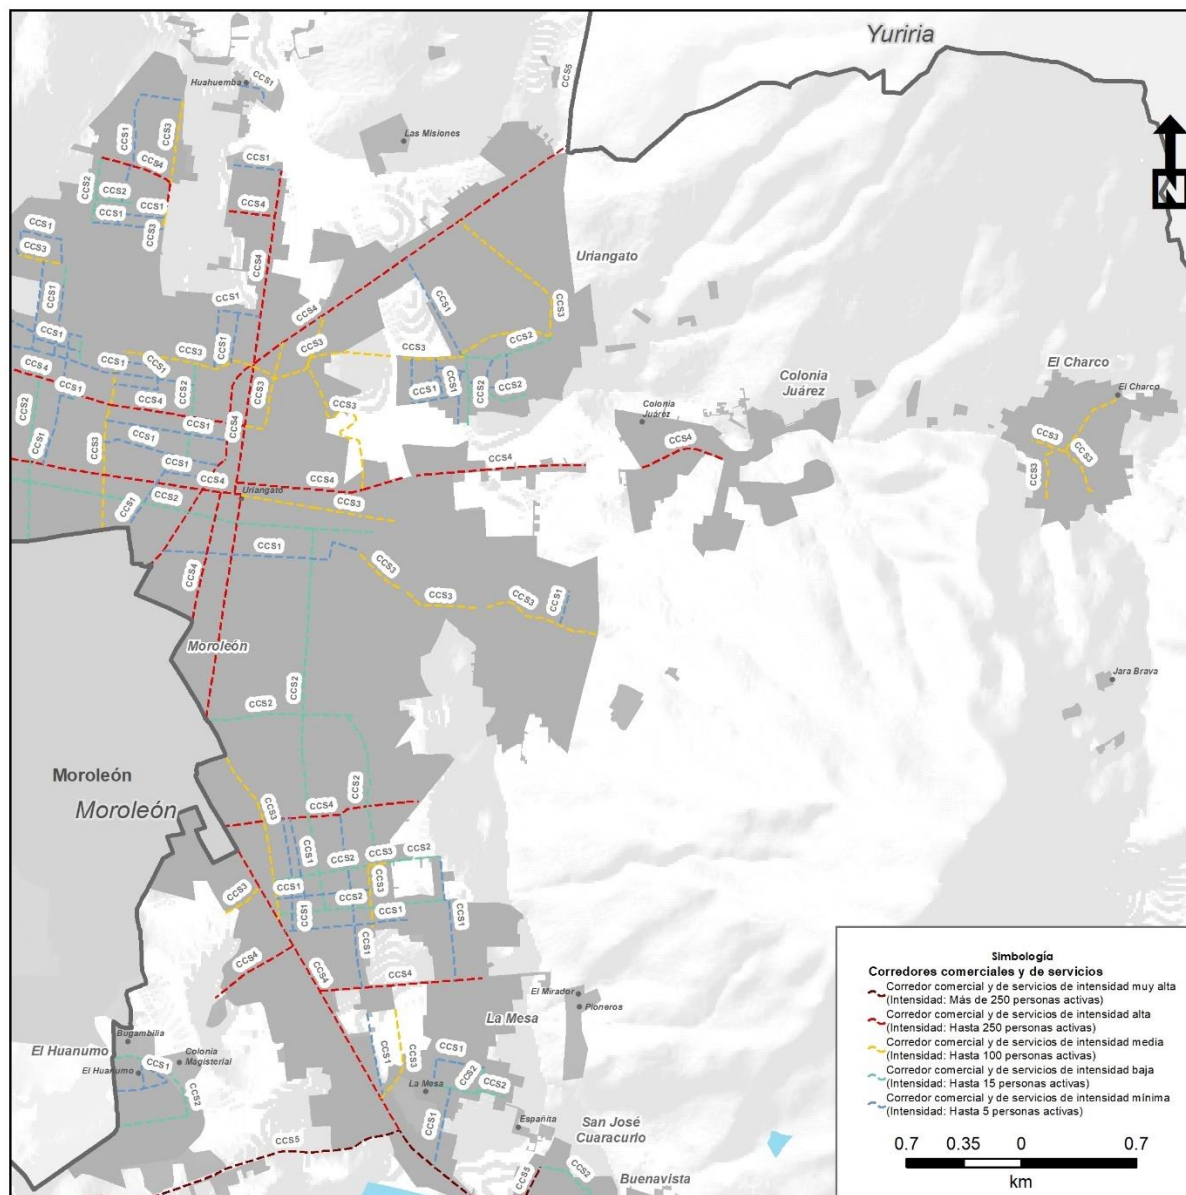 Yuriria
CCS5
Huahuemba
CCS1
Las Misiones
CCS1
CCS3
CCS4
CCS2
CCS2
CCS1
CCS1
CCS3
CCS1
CCS4
N
CCS1
CCS3
CCS1
CCS4
Uriangato
CCS1
CCS4
CCS3
CCS1
CCS1
CCS1
CCS3
CCS3
CCS3
CCS2
CCS1
CCS1
CCS4
CCS1
CCS2
CCS3
CCS1
CCS1
CCS2
CCS2
El Charco
El Charco
Colonia
Juárez
Colonia
Juárez
CCS2
CCS4
CCS1
CCS4
CCS3
CCS1
CCS3
CCS1
CCS1
CCS4
CCS4
CCS4
CCS4
CCS3
CCS3
CCS3
CCS2
Uriangato
CCS3
CCS1
CCS1
CCS4
CCS3
CCS3
CCS3
CCS1
Moroleón
Jara Brava
CCS2
CCS2
Moroleón
Moroleón
CCS2
CCS3
CCS4
CCS1
CCS2
CCS3
CCS2
CCS3
CCS1
CCS3
CCS2
CCS1
CCS1
CCS1
CCS1
CCS4
CCS4
CCS4
El Mirador
Pioneros
La Mesa
Bugambilia
El Huanumo
Colonia
Magisterial
El Huanumo
CCS1
CCS2
CCS1
CCS3
CCS1
CCS2
CCS2
La Mesa
CCS1
Españita
San José
Cuaracurio
CCS5
CCS5
CCS2
Buenavista
Simbología
Corredores comerciales y de servicios
Corredor comercial y de servicios de intensidad muy alta
(Intensidad: Más de 250 personas activas)
Corredor comercial y de servicios de intensidad alta
(Intensidad: Hasta 250 personas activas)
Corredor comercial y de servicios de intensidad media
(Intensidad: Hasta 100 personas activas)
Corredor comercial y de servicios de intensidad baja
(Intensidad: Hasta 15 personas activas)
Corredor comercial y de servicios de intensidad mínima
(Intensidad: Hasta 5 personas activas)
0.7 0.35 0 0.7
km